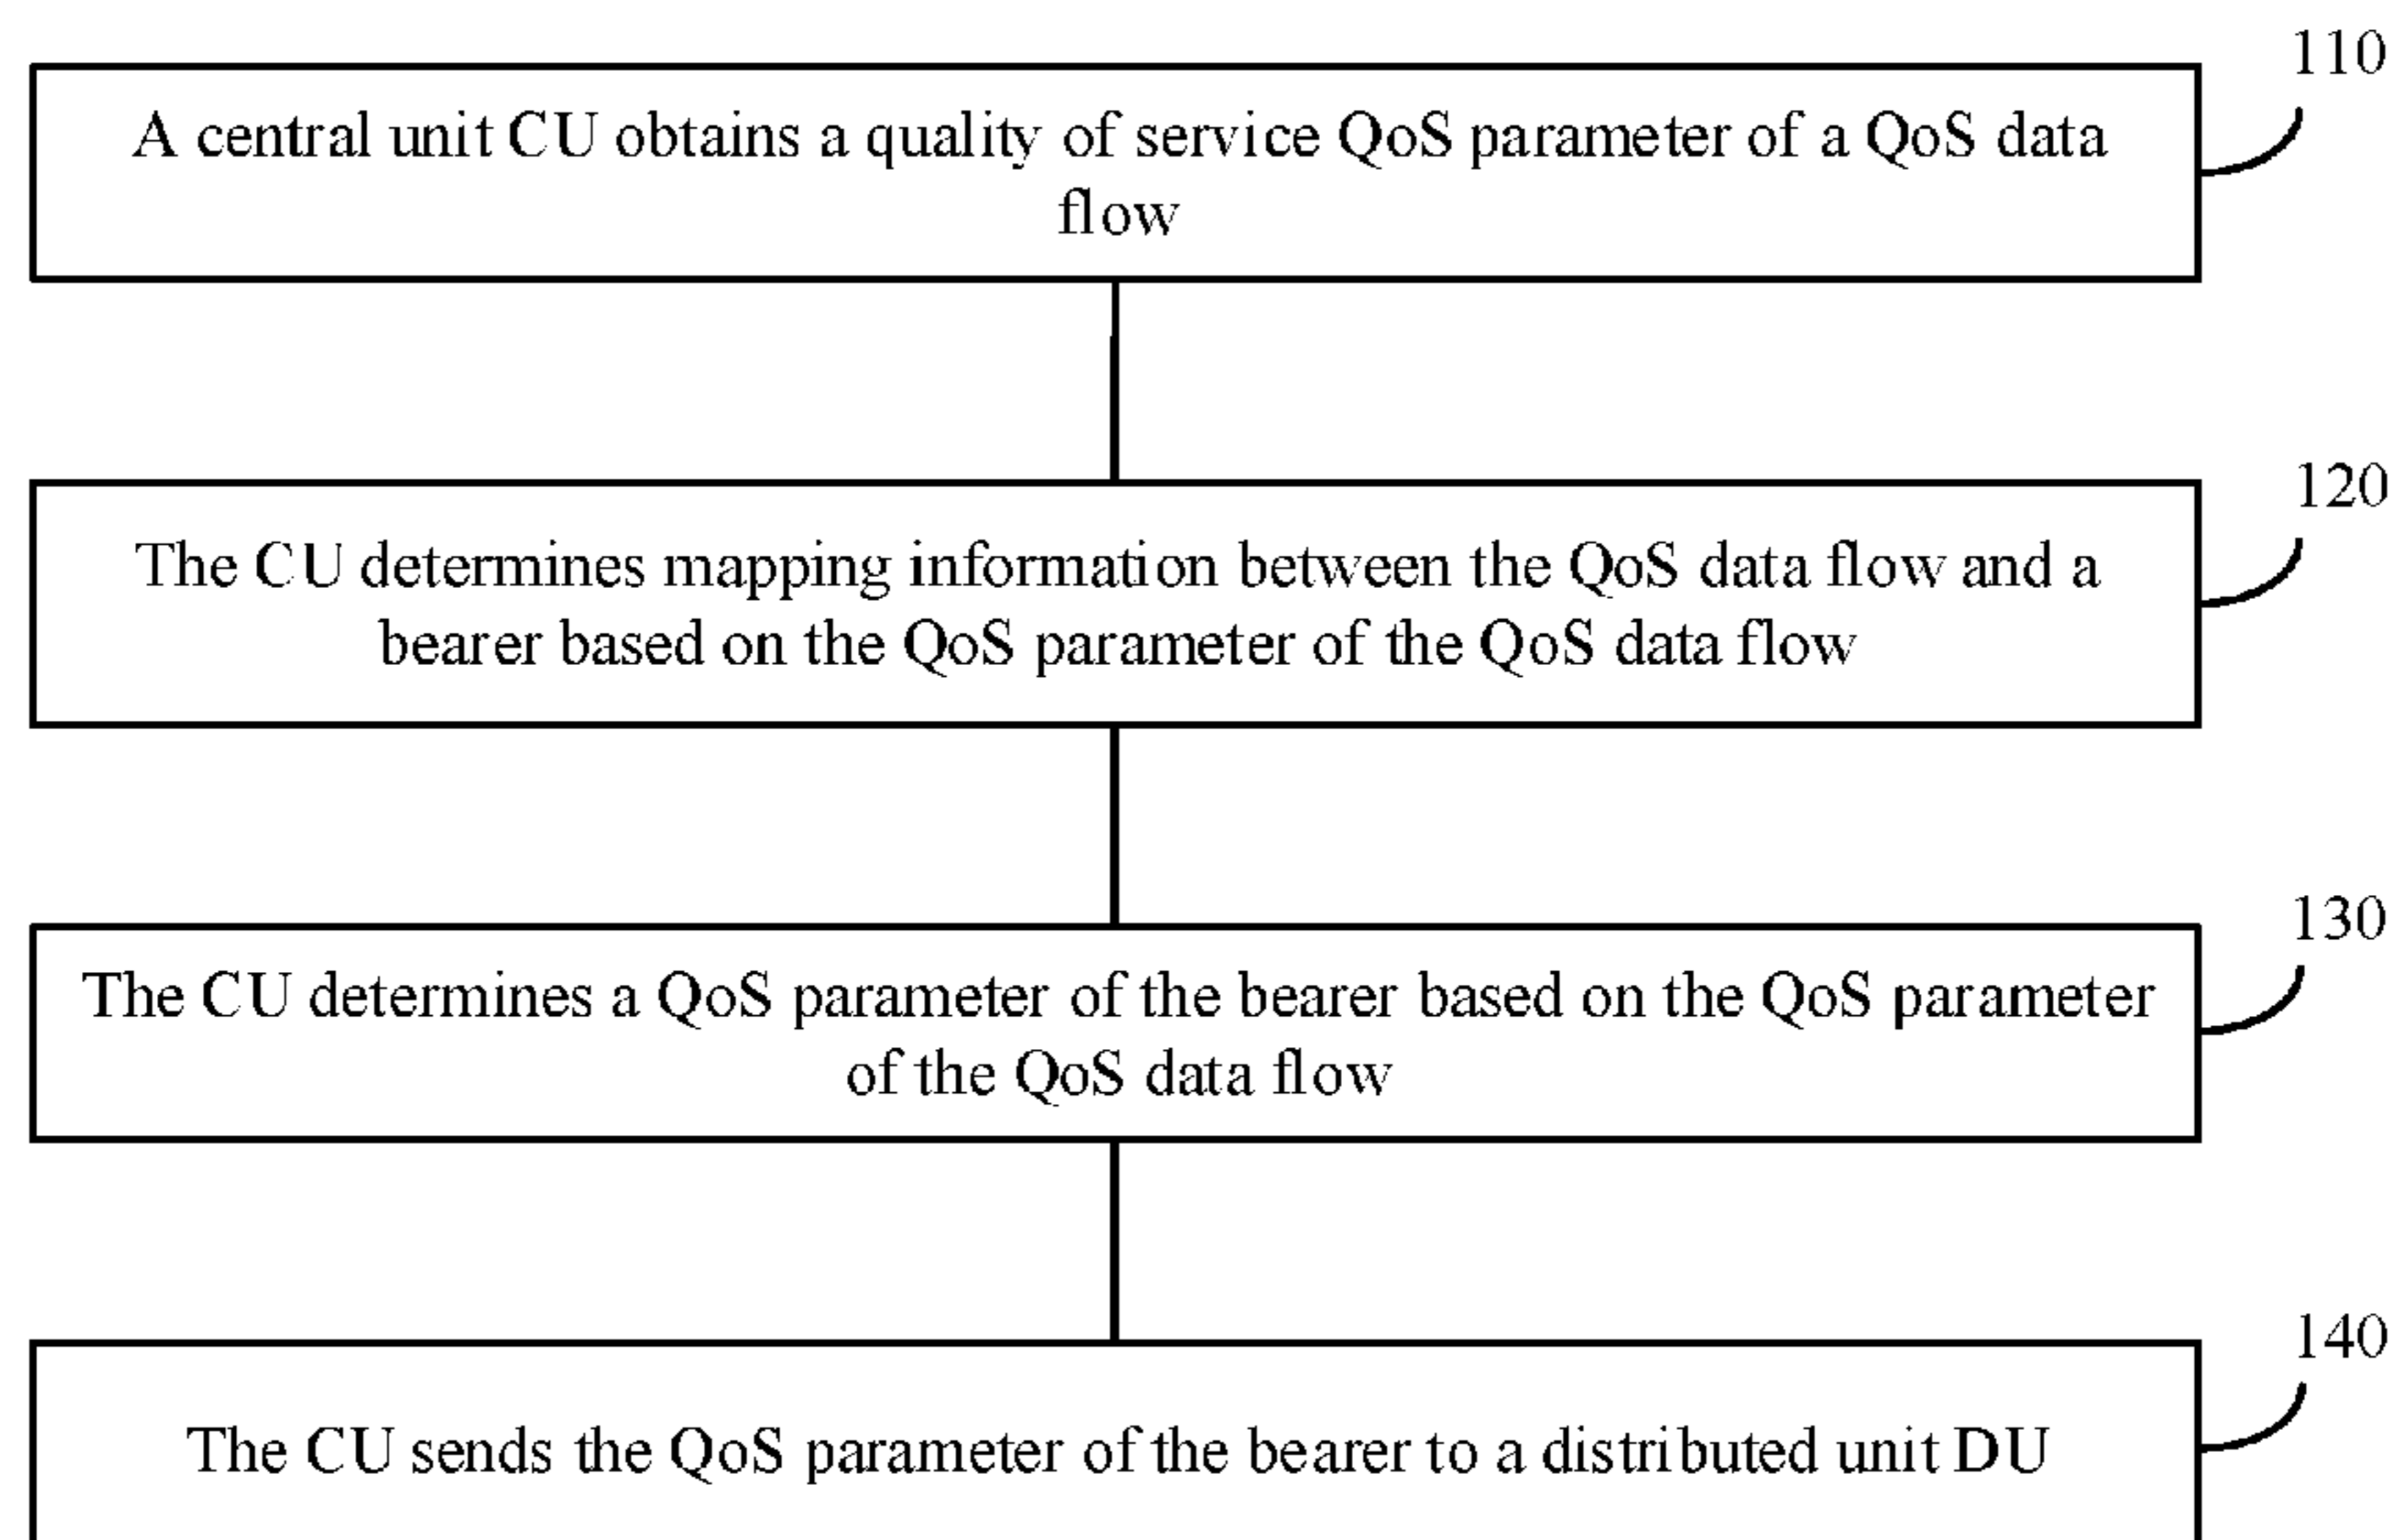 110
A central unit CU obtains a quality of service QoS parameter of a QoS data
flow
120
The CU determines mapping information between the QoS data flow and a
bearer based on the QoS parameter of the QoS data flow
130
The CU determines a QoS parameter of the bearer based on the QoS parameter
of the QoS data flow
140
The CU sends the QoS parameter of the bearer to a distributed unit DU